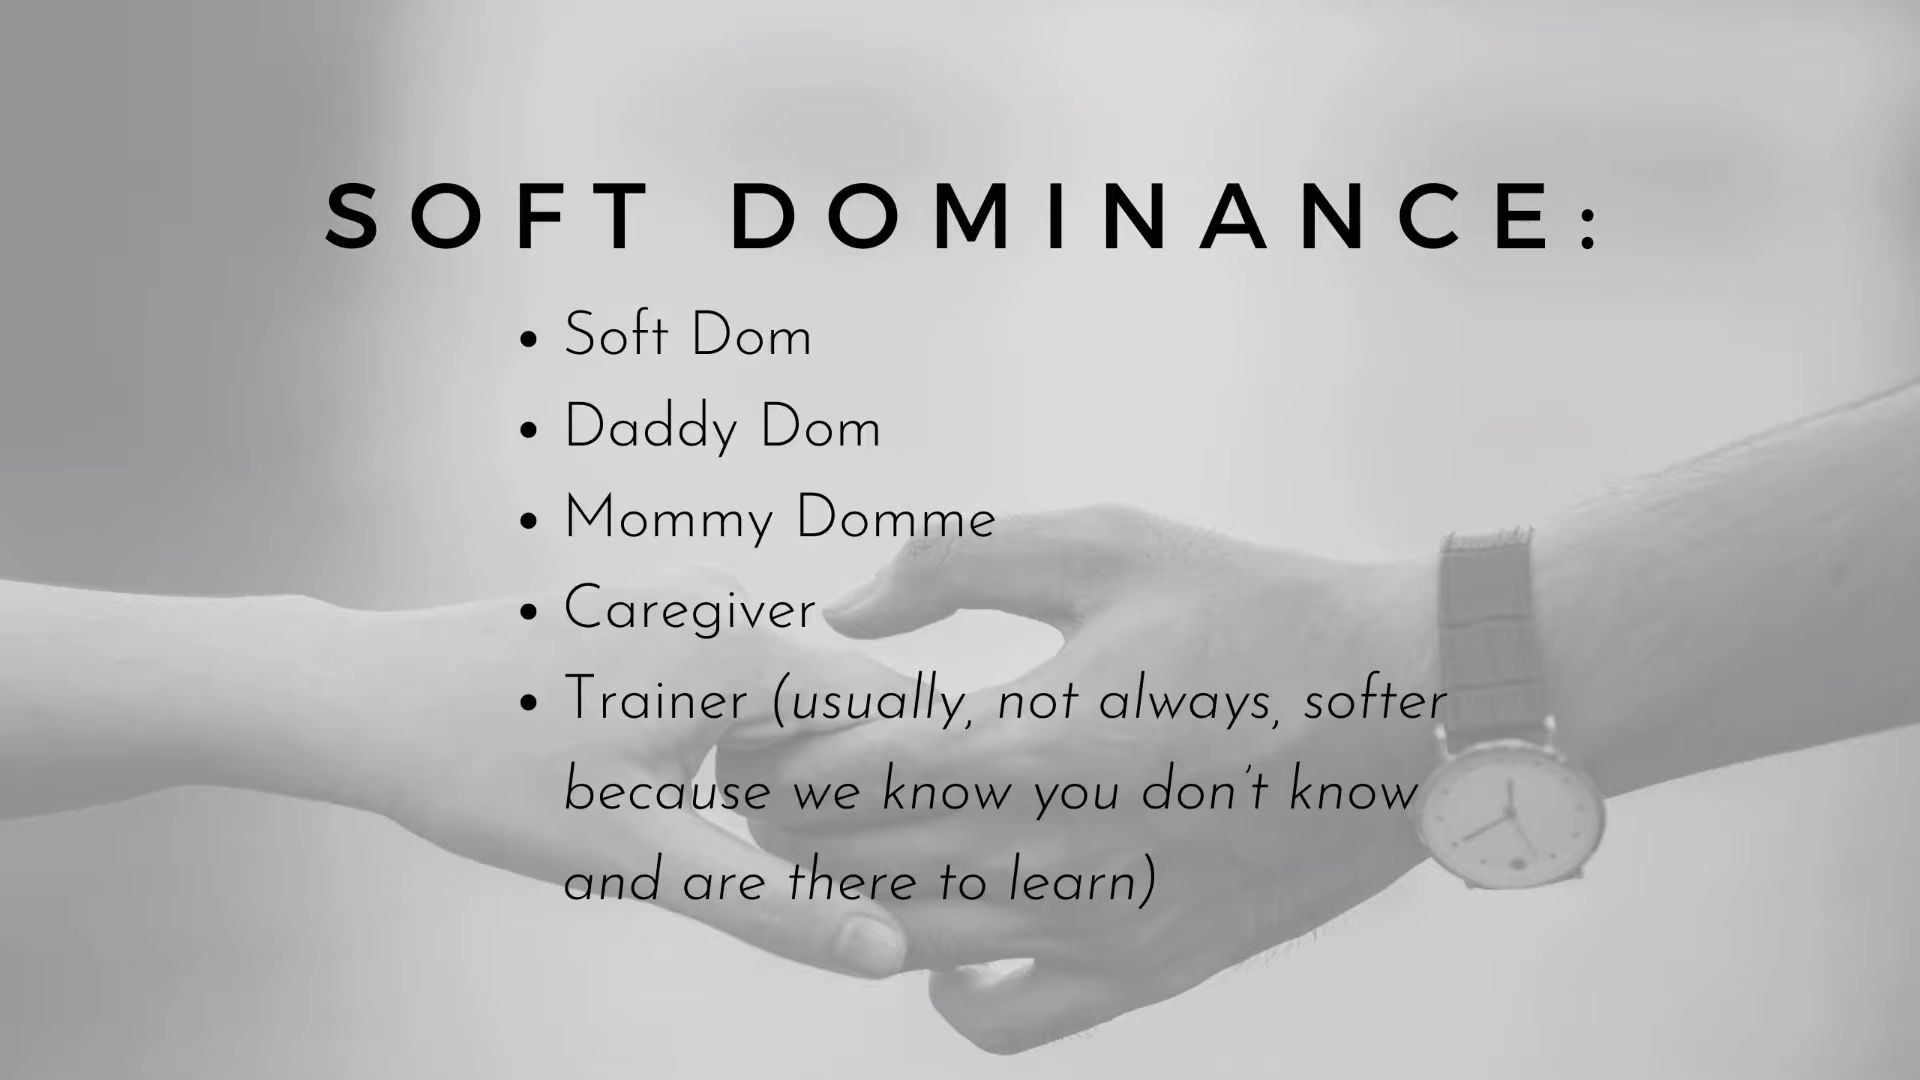 SOFT DOMINANCE:
• Soft Dom
• Daddy Dom
• Mommy Domme
• Caregiver
• Trainer (usually, not always, softer
because we know you don't know
and are there to learn)